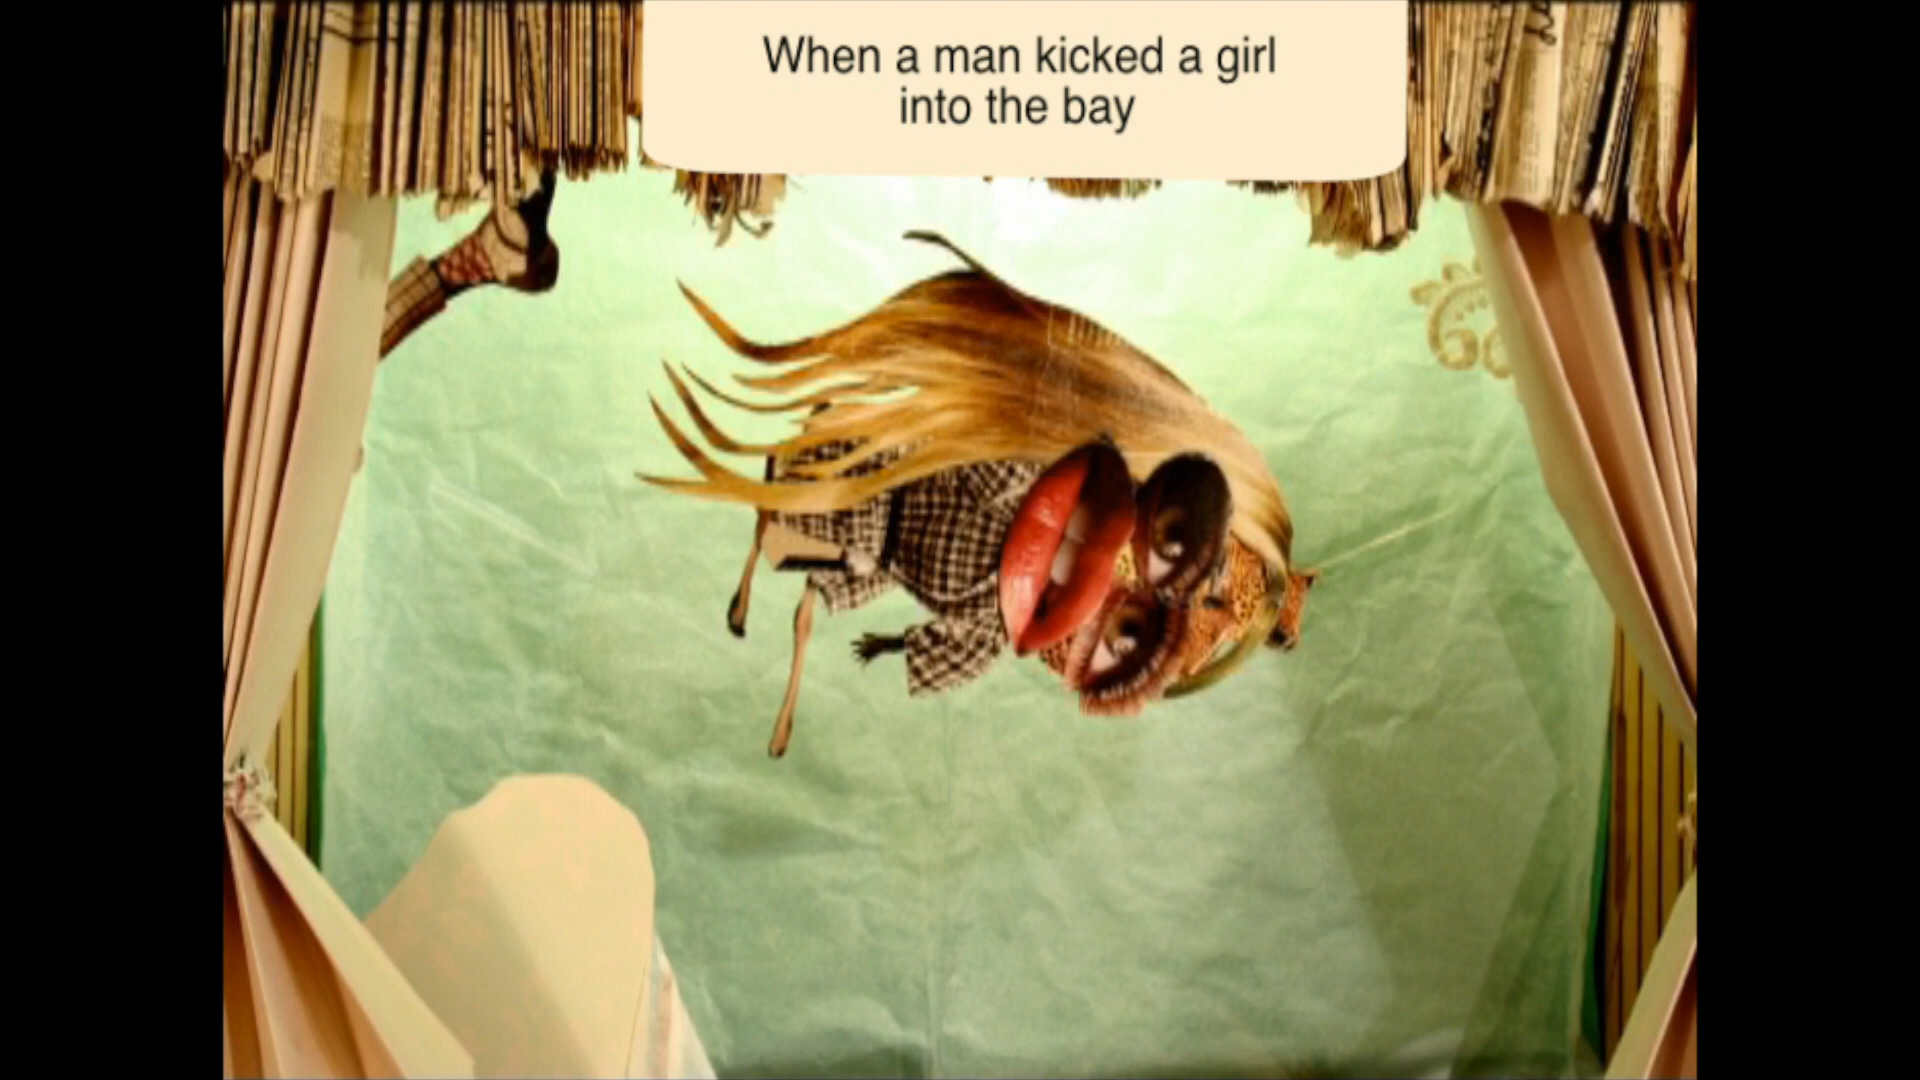 When a man kicked a girl
into the bay